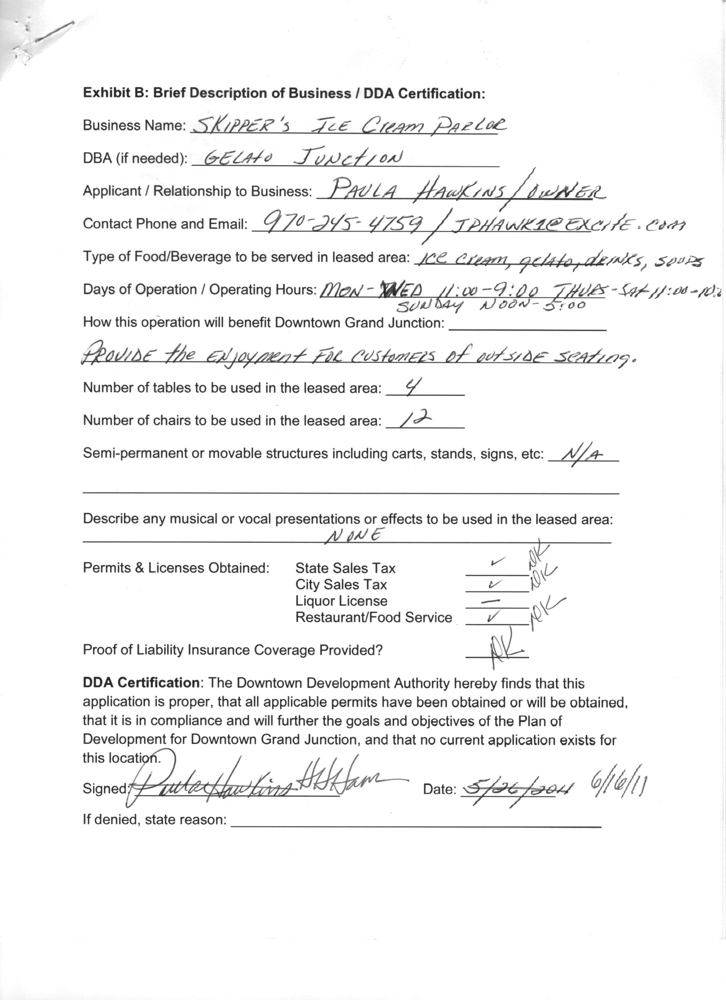 Exhibit B: Brief Description of Business / DDA Certification:
Business Name: SKIPPER'S ICE CREAM PARLOR
DBA (if needed): GELATO JUNCTION
Applicant / Relationship to Business: PAULA HAWKINS / OWNER
Contact Phone and Email: 970-245-4759 / JPHAWK1@EXCITE.com
Type of Food/Beverage to be served in leased area: ICE CREAM, gelato, drinks, soups
Days of Operation / Operating Hours: MON-WED 11:00-9:00 THURS-SAT 11:00-10:
SUNDAY NOON-5:00
How this operation will benefit Downtown Grand Junction:
PROVIDE the ENjoyment FOR CUSTOMERS OF OUTSIDE SEATING.
Number of tables to be used in the leased area: 4
Number of chairs to be used in the leased area: 12
Semi-permanent or movable structures including carts, stands, signs, etc: N/A
Describe any musical or vocal presentations or effects to be used in the leased area:
NONE
Permits & Licenses Obtained: State Sales Tax ✓
City Sales Tax ✓
Liquor License —
Restaurant/Food Service ✓
Proof of Liability Insurance Coverage Provided?
DDA Certification: The Downtown Development Authority hereby finds that this
application is proper, that all applicable permits have been obtained or will be obtained,
that it is in compliance and will further the goals and objectives of the Plan of
Development for Downtown Grand Junction, and that no current application exists for
this location.
Signed: Paula Hawkins Date: 5/26/2011 6/16/11
If denied, state reason: